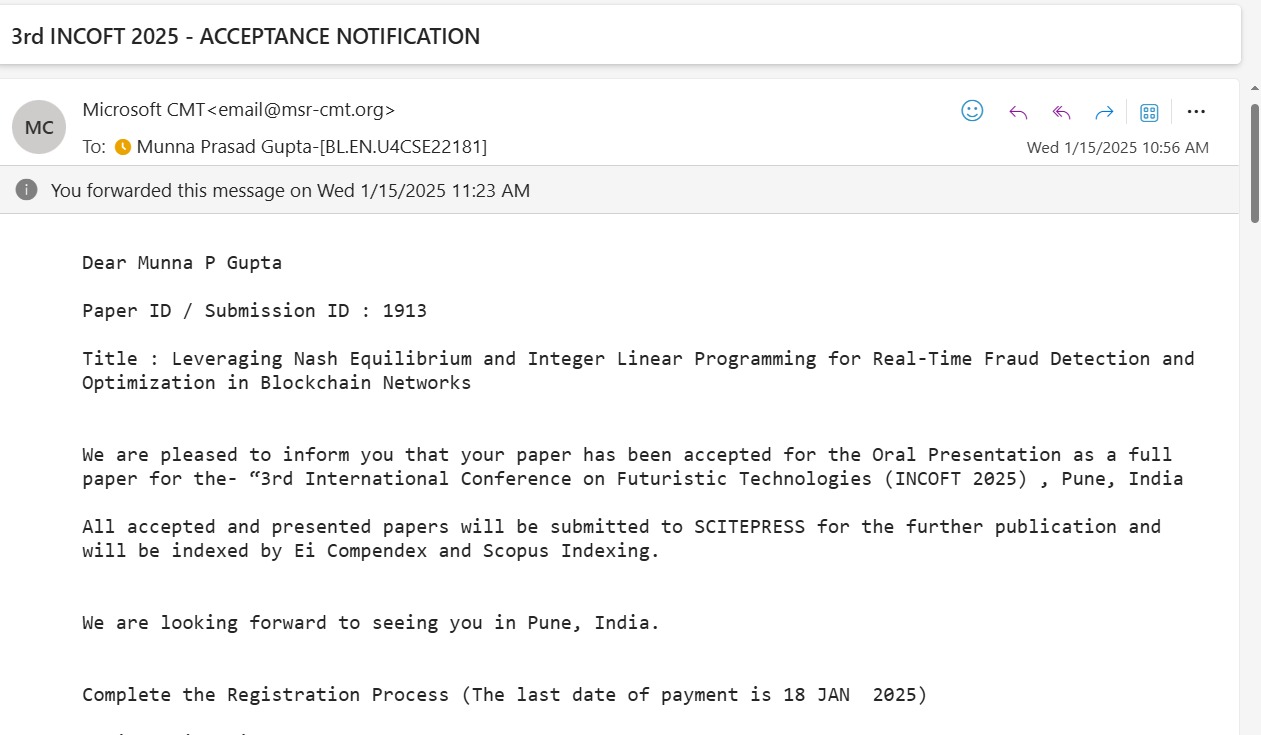 3rd INCOFT 2025 - ACCEPTANCE NOTIFICATION
MC
Microsoft CMT<email@msr-cmt.org>
To: Munna Prasad Gupta-[BL.EN.U4CSE22181]
Wed 1/15/2025 10:56 AM
You forwarded this message on Wed 1/15/2025 11:23 AM
Dear Munna P Gupta
Paper ID / Submission ID : 1913
Title : Leveraging Nash Equilibrium and Integer Linear Programming for Real-Time Fraud Detection and
Optimization in Blockchain Networks
We are pleased to inform you that your paper has been accepted for the Oral Presentation as a full
paper for the- “3rd International Conference on Futuristic Technologies (INCOFT 2025) , Pune, India
All accepted and presented papers will be submitted to SCITEPRESS for the further publication and
will be indexed by Ei Compendex and Scopus Indexing.
We are looking forward to seeing you in Pune, India.
Complete the Registration Process (The last date of payment is 18 JAN  2025)